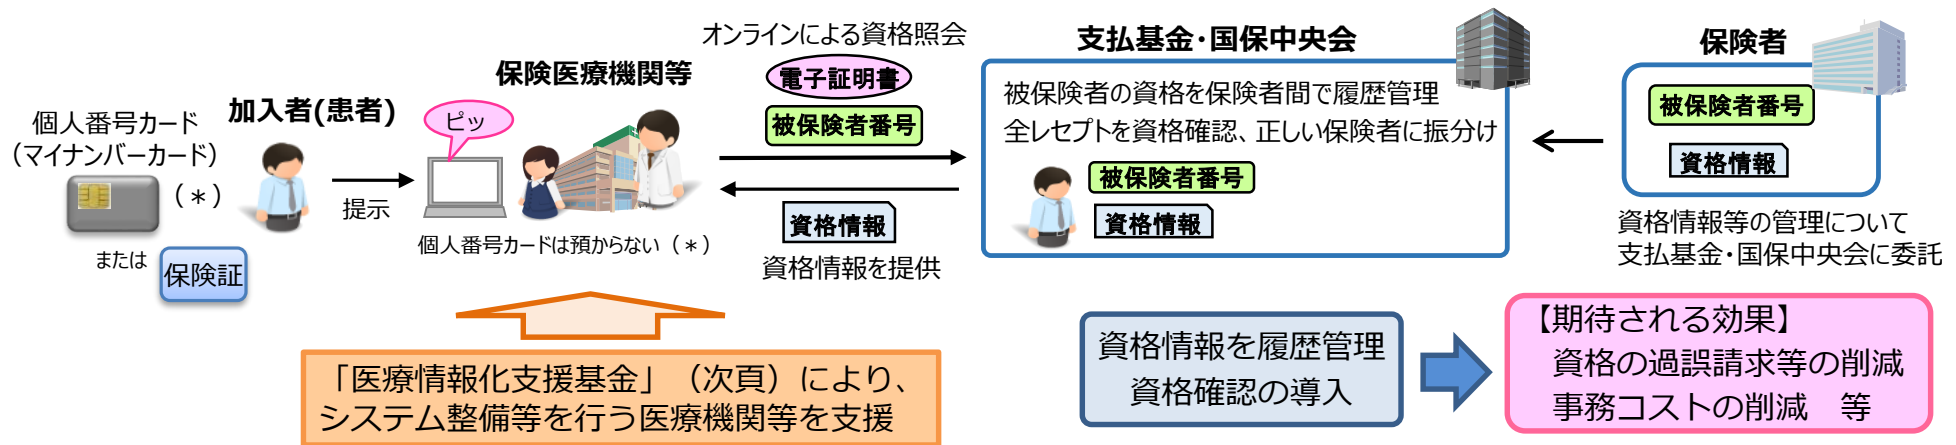 個人番号カード
（マイナンバーカード）
（＊）
または
保険証
加入者(患者)
提示
保険医療機関等
ピッ
個人番号カードは預からない（＊）
オンラインによる資格照会
電子証明書
被保険者番号
資格情報
資格情報を提供
支払基金・国保中央会
被保険者の資格を保険者間で履歴管理
全レセプトを資格確認、正しい保険者に振分け
被保険者番号
資格情報
保険者
被保険者番号
資格情報
資格情報等の管理について
支払基金・国保中央会に委託
「医療情報化支援基金」（次頁）により、
システム整備等を行う医療機関等を支援
資格情報を履歴管理
資格確認の導入
【期待される効果】
資格の過誤請求等の削減
事務コストの削減　等